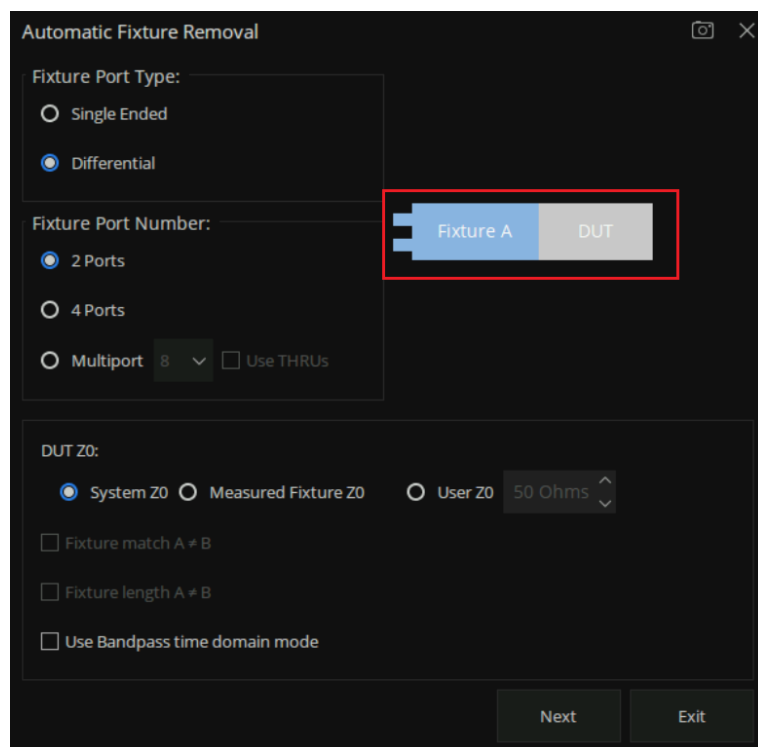 Automatic Fixture Removal
Fixture Port Type:
Single Ended
Differential
Fixture Port Number:
2 Ports
4 Ports
Multiport 8 Use THRUs
Fixture A DUT
DUT Z0:
System Z0 Measured Fixture Z0 User Z0 50 Ohms
Fixture match A ≠ B
Fixture length A ≠ B
Use Bandpass time domain mode
Next Exit